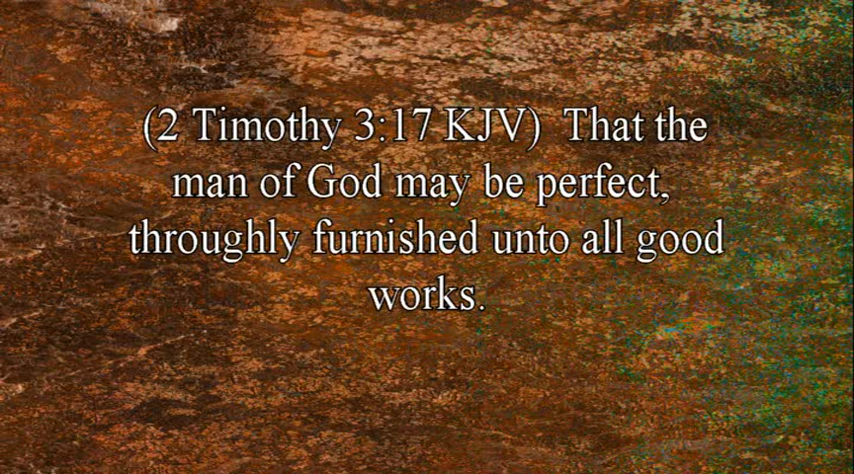 (2 Timothy 3:17 KJV)  That the
man of God may be perfect,
throughly furnished unto all good
works.